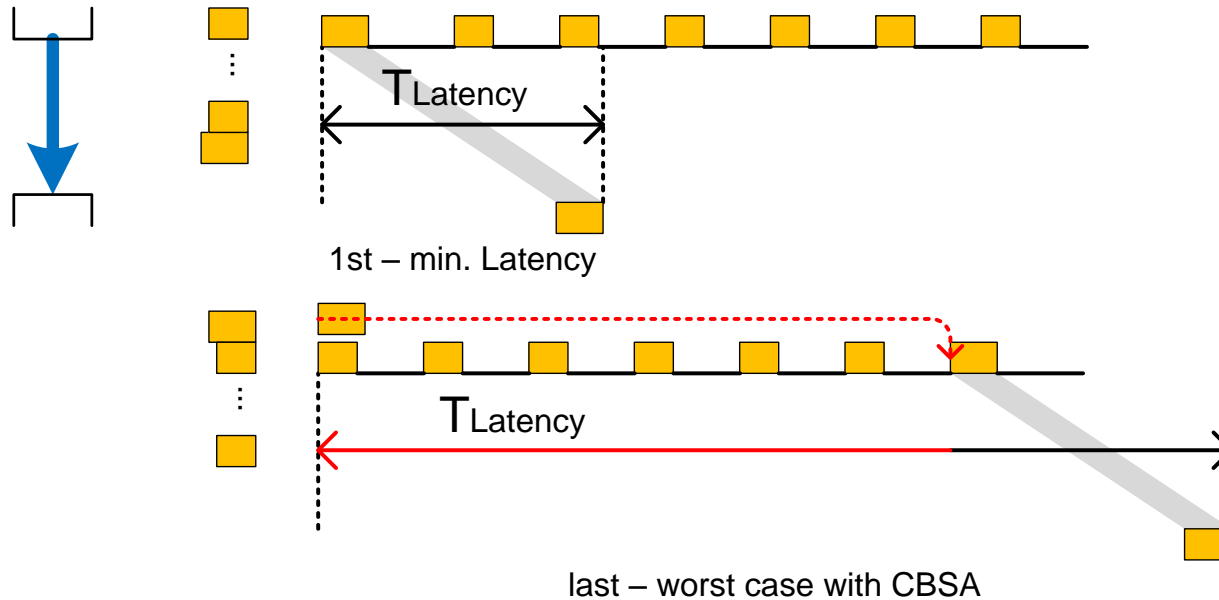 TLatency
1st – min. Latency
TLatency
last – worst case with CBSA